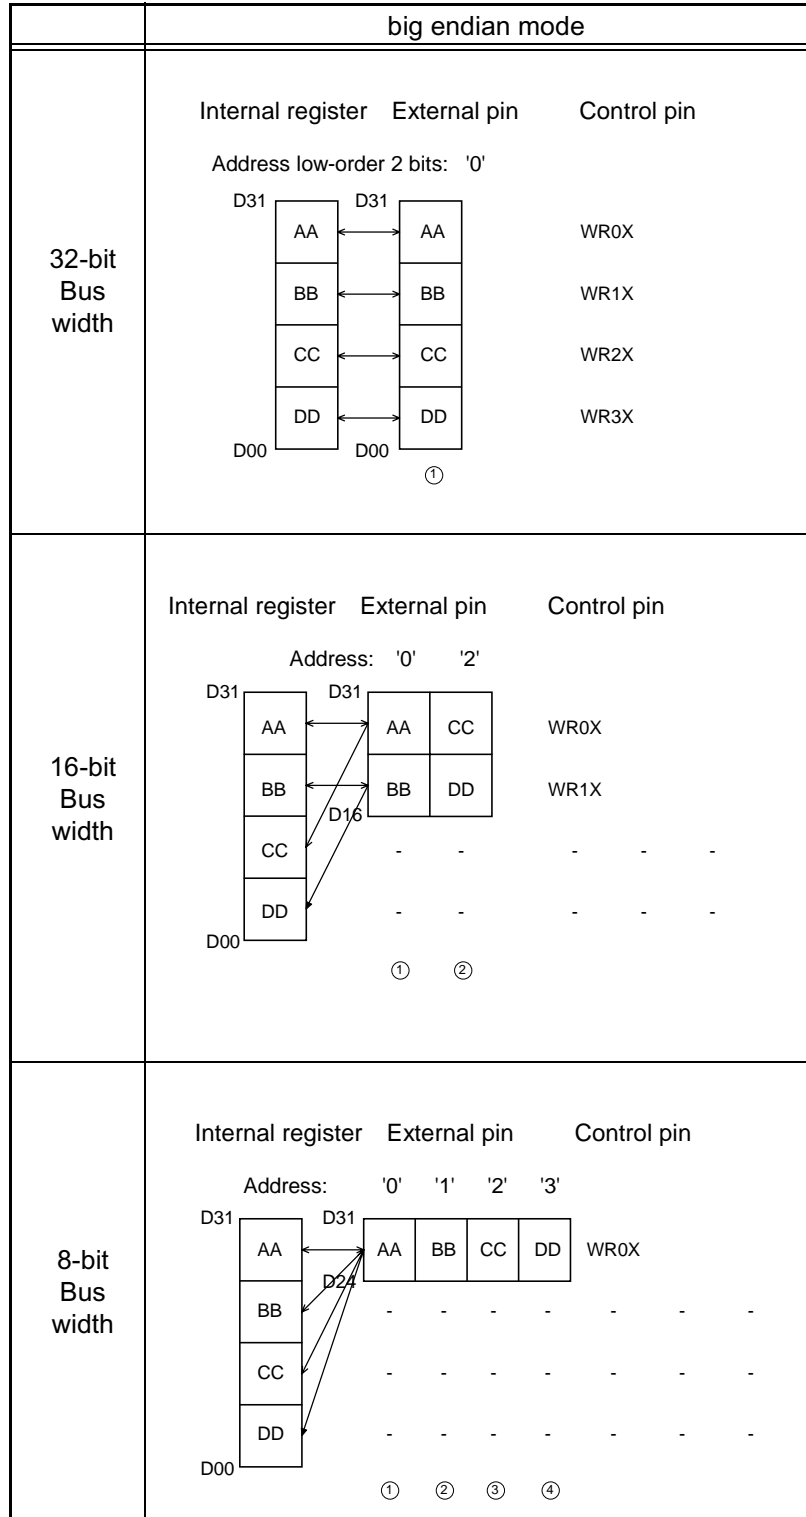 big endian mode
32-bit
Bus
width
Internal register External pin Control pin
Address low-order 2 bits: '0'
D31 D31
AA AA WR0X
BB BB WR1X
CC CC WR2X
DD DD WR3X
D00 D00
①
16-bit
Bus
width
Internal register External pin Control pin
Address: '0' '2'
D31 D31
AA AA CC WR0X
BB BB DD WR1X
D16
CC - - - - -
DD - - - - -
D00
① ②
8-bit
Bus
width
Internal register External pin Control pin
Address: '0' '1' '2' '3'
D31 D31
AA AA BB CC DD WR0X
D24
BB - - - - - - -
CC - - - - - - -
DD - - - - - - -
D00
① ② ③ ④